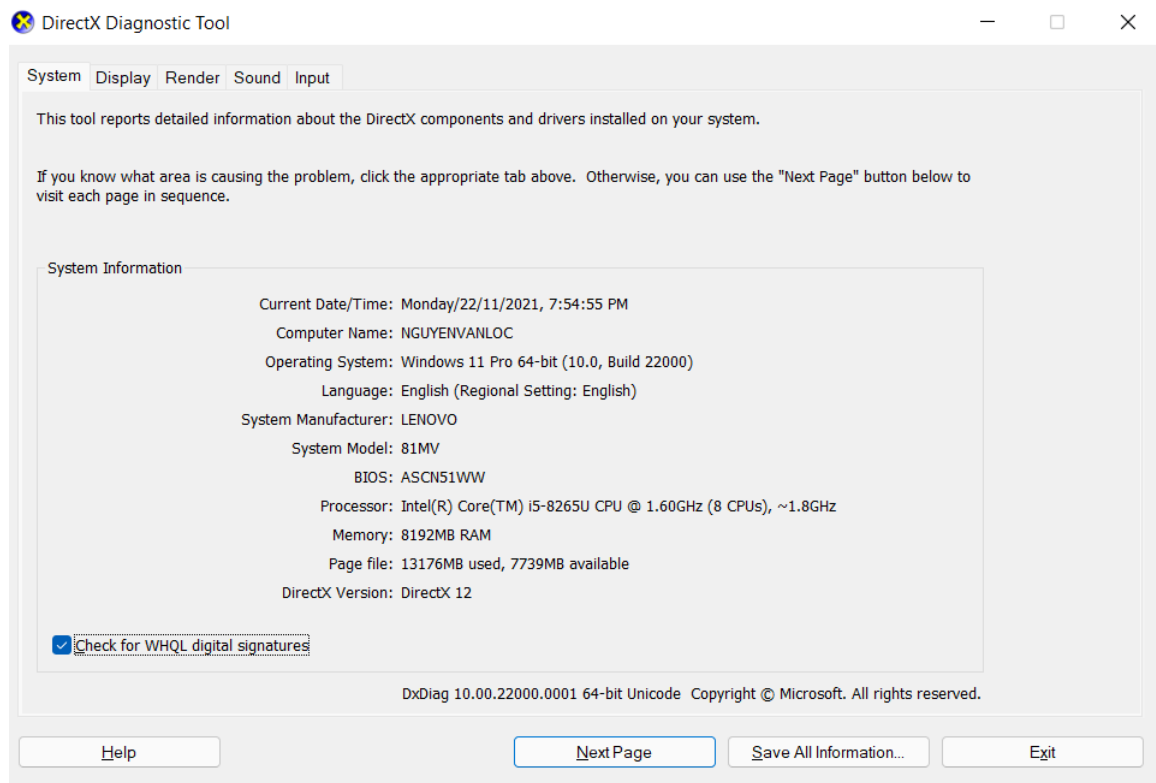 DirectX Diagnostic Tool
System Display Render Sound Input
This tool reports detailed information about the DirectX components and drivers installed on your system.
If you know what area is causing the problem, click the appropriate tab above.  Otherwise, you can use the "Next Page" button below to
visit each page in sequence.
System Information
Current Date/Time: Monday/22/11/2021, 7:54:55 PM
Computer Name: NGUYENVANLOC
Operating System: Windows 11 Pro 64-bit (10.0, Build 22000)
Language: English (Regional Setting: English)
System Manufacturer: LENOVO
System Model: 81MV
BIOS: ASCN51WW
Processor: Intel(R) Core(TM) i5-8265U CPU @ 1.60GHz (8 CPUs), ~1.8GHz
Memory: 8192MB RAM
Page file: 13176MB used, 7739MB available
DirectX Version: DirectX 12
Check for WHQL digital signatures
DxDiag 10.00.22000.0001 64-bit Unicode  Copyright © Microsoft. All rights reserved.
Help Next Page Save All Information... Exit